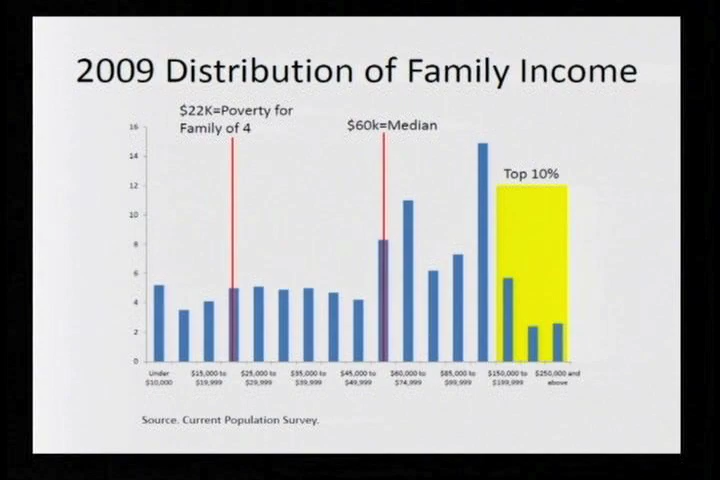 2009 Distribution of Family Income
$22K=Poverty for
Family of 4
$60k=Median
Top 10%
16
14
12
10
8
6
4
2
0
Under
$10,000
$15,000 to
$19,999
$25,000 to
$29,999
$35,000 to
$39,999
$45,000 to
$49,999
$60,000 to
$74,999
$85,000 to
$99,999
$150,000 to
$199,999
$250,000 and
above
Source. Current Population Survey.